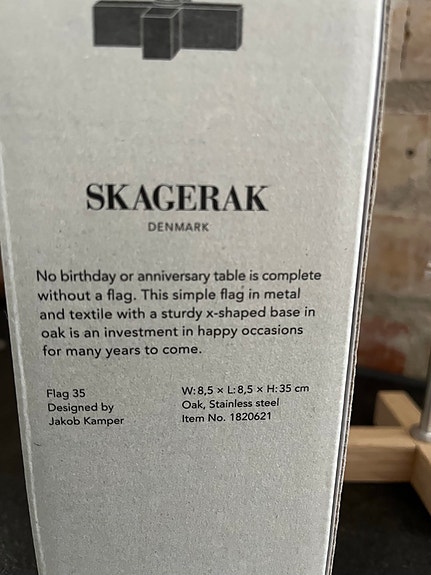 SKAGERAK
DENMARK
No birthday or anniversary table is complete
without a flag. This simple flag in metal
and textile with a sturdy x-shaped base in
oak is an investment in happy occasions
for many years to come.
Flag 35
Designed by
Jakob Kamper
W: 8,5 × L: 8,5 × H: 35 cm
Oak, Stainless steel
Item No. 1820621